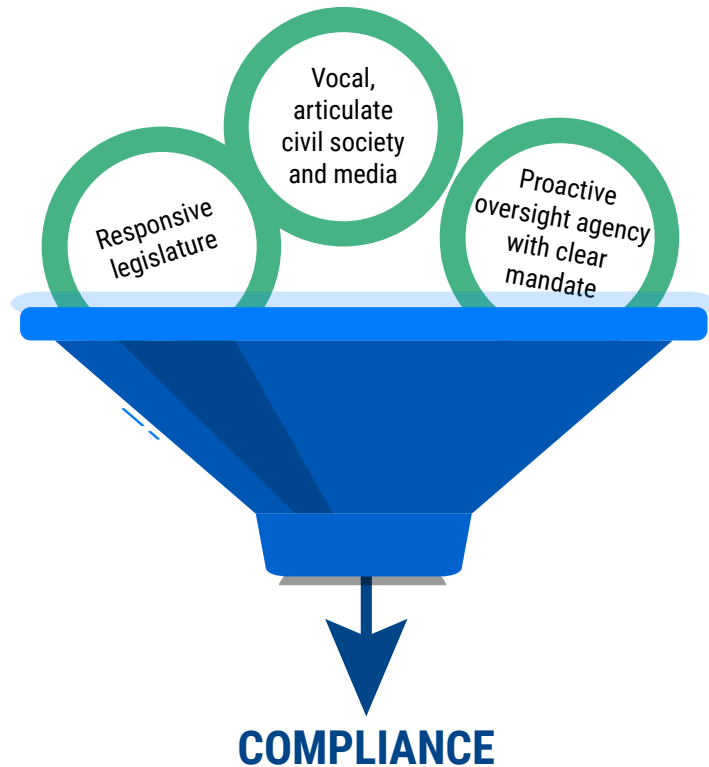 Vocal,
articulate
civil society
and media
Responsive
legislature
Proactive
oversight agency
with clear
mandate
COMPLIANCE